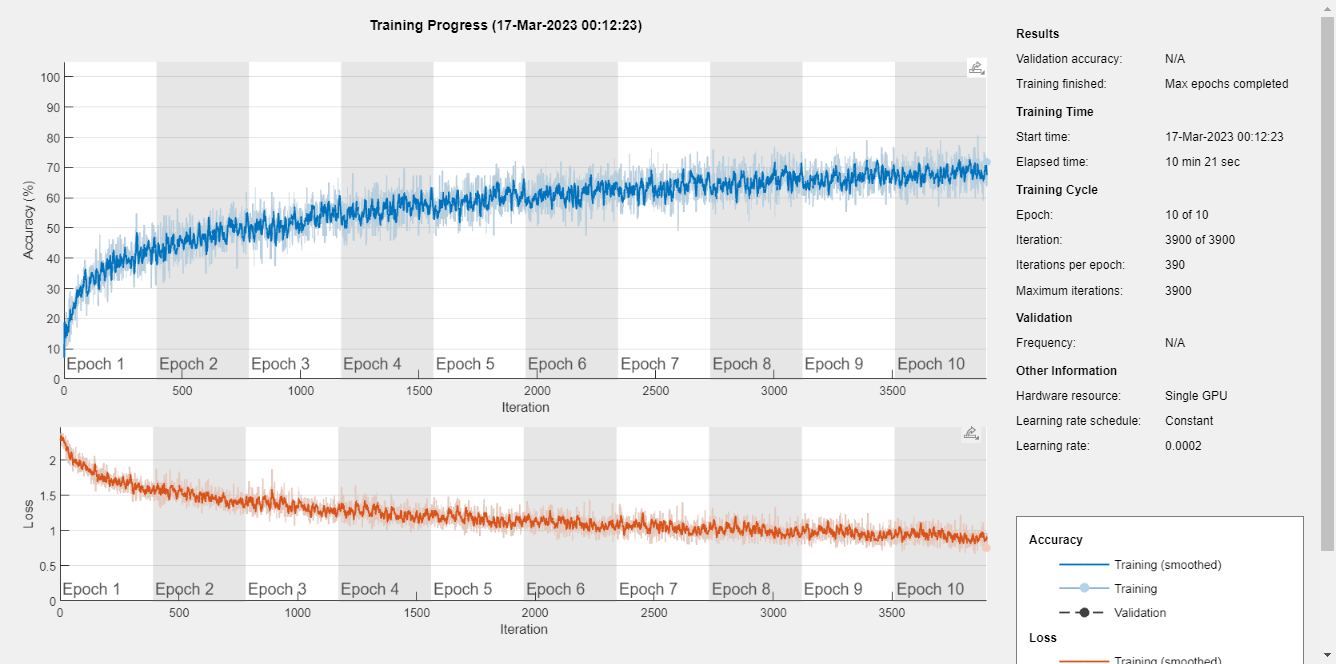 Training Progress (17-Mar-2023 00:12:23)
100
90
80
70
60
50
40
30
20
10
0
Accuracy (%)
Epoch 1 Epoch 2 Epoch 3 Epoch 4 Epoch 5 Epoch 6 Epoch 7 Epoch 8 Epoch 9 Epoch 10
0 500 1000 1500 2000 2500 3000 3500
Iteration
2
1.5
1
0.5
0
Loss
Epoch 1 Epoch 2 Epoch 3 Epoch 4 Epoch 5 Epoch 6 Epoch 7 Epoch 8 Epoch 9 Epoch 10
0 500 1000 1500 2000 2500 3000 3500
Iteration
Results
Validation accuracy: N/A
Training finished: Max epochs completed
Training Time
Start time: 17-Mar-2023 00:12:23
Elapsed time: 10 min 21 sec
Training Cycle
Epoch: 10 of 10
Iteration: 3900 of 3900
Iterations per epoch: 390
Maximum iterations: 3900
Validation
Frequency: N/A
Other Information
Hardware resource: Single GPU
Learning rate schedule: Constant
Learning rate: 0.0002
Accuracy
Training (smoothed)
Training
Validation
Loss
Training (smoothed)